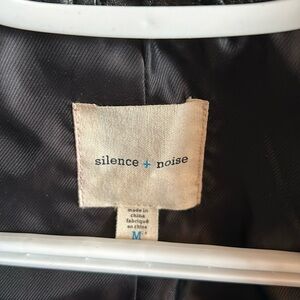 silence + noise
made in
china
fabriqué
en chine
M